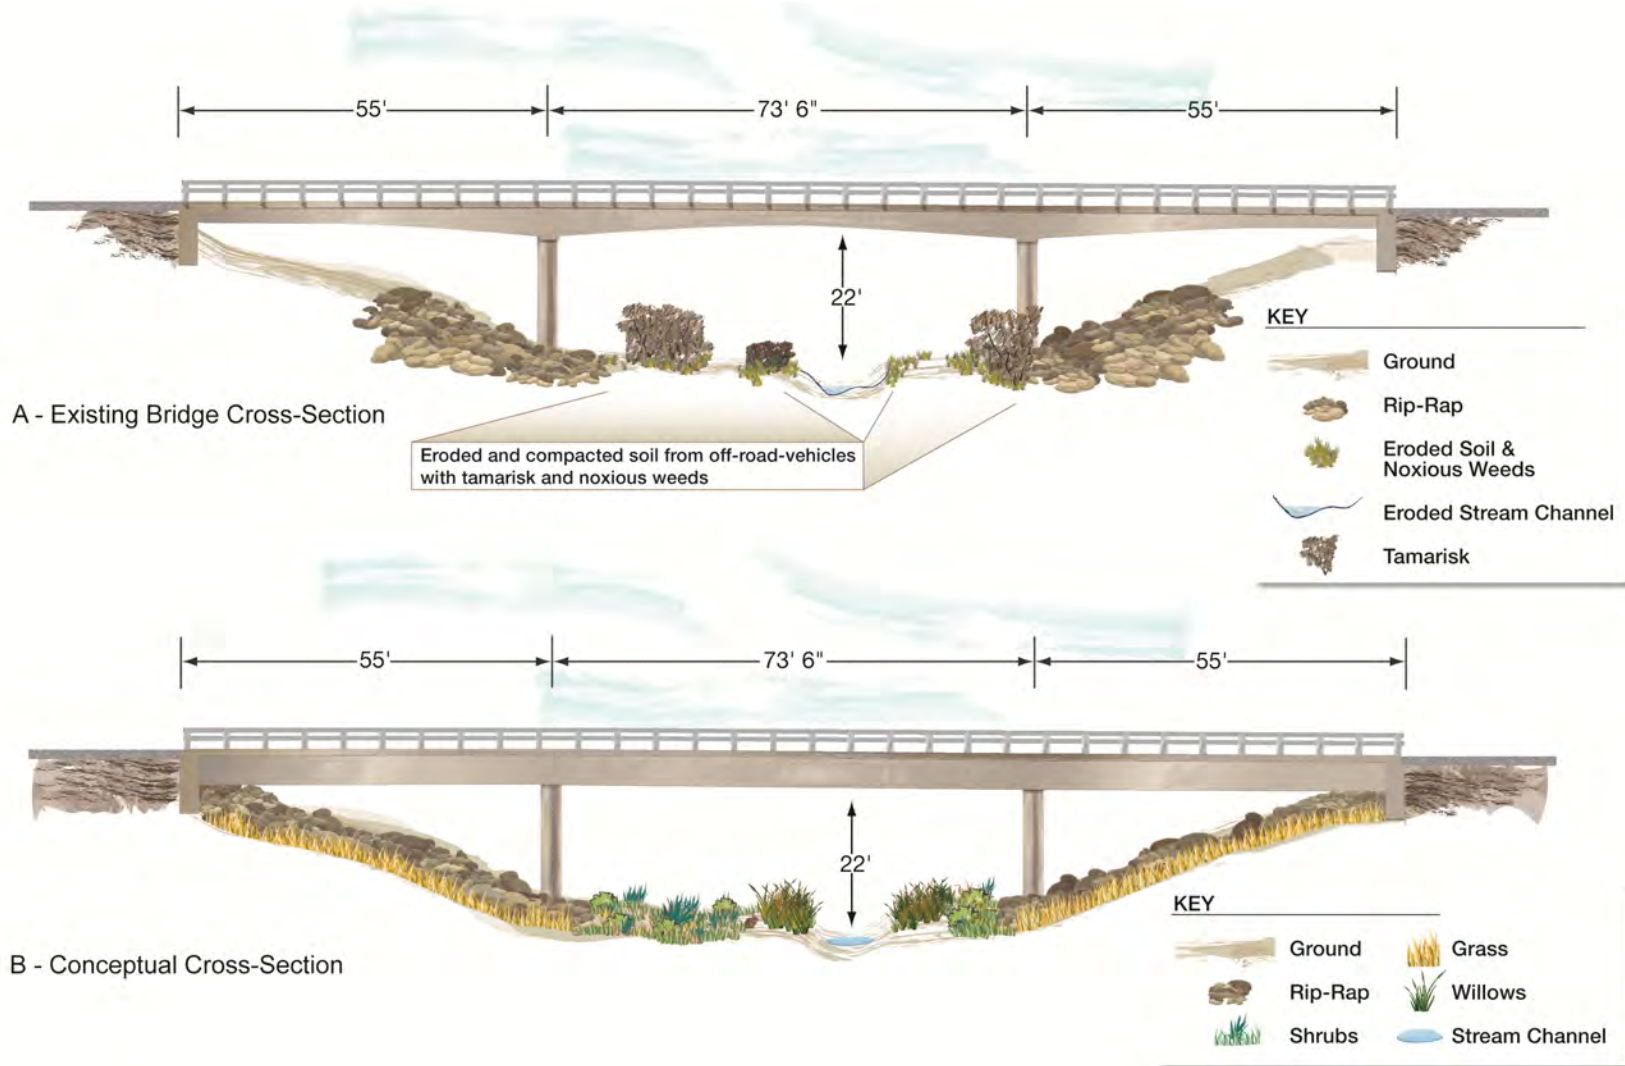 55'
73' 6"
55'
22'
A - Existing Bridge Cross-Section
Eroded and compacted soil from off-road-vehicles
with tamarisk and noxious weeds
KEY
Ground
Rip-Rap
Eroded Soil &
Noxious Weeds
Eroded Stream Channel
Tamarisk
55'
73' 6"
55'
22'
B - Conceptual Cross-Section
KEY
Ground
Rip-Rap
Shrubs
Grass
Willows
Stream Channel